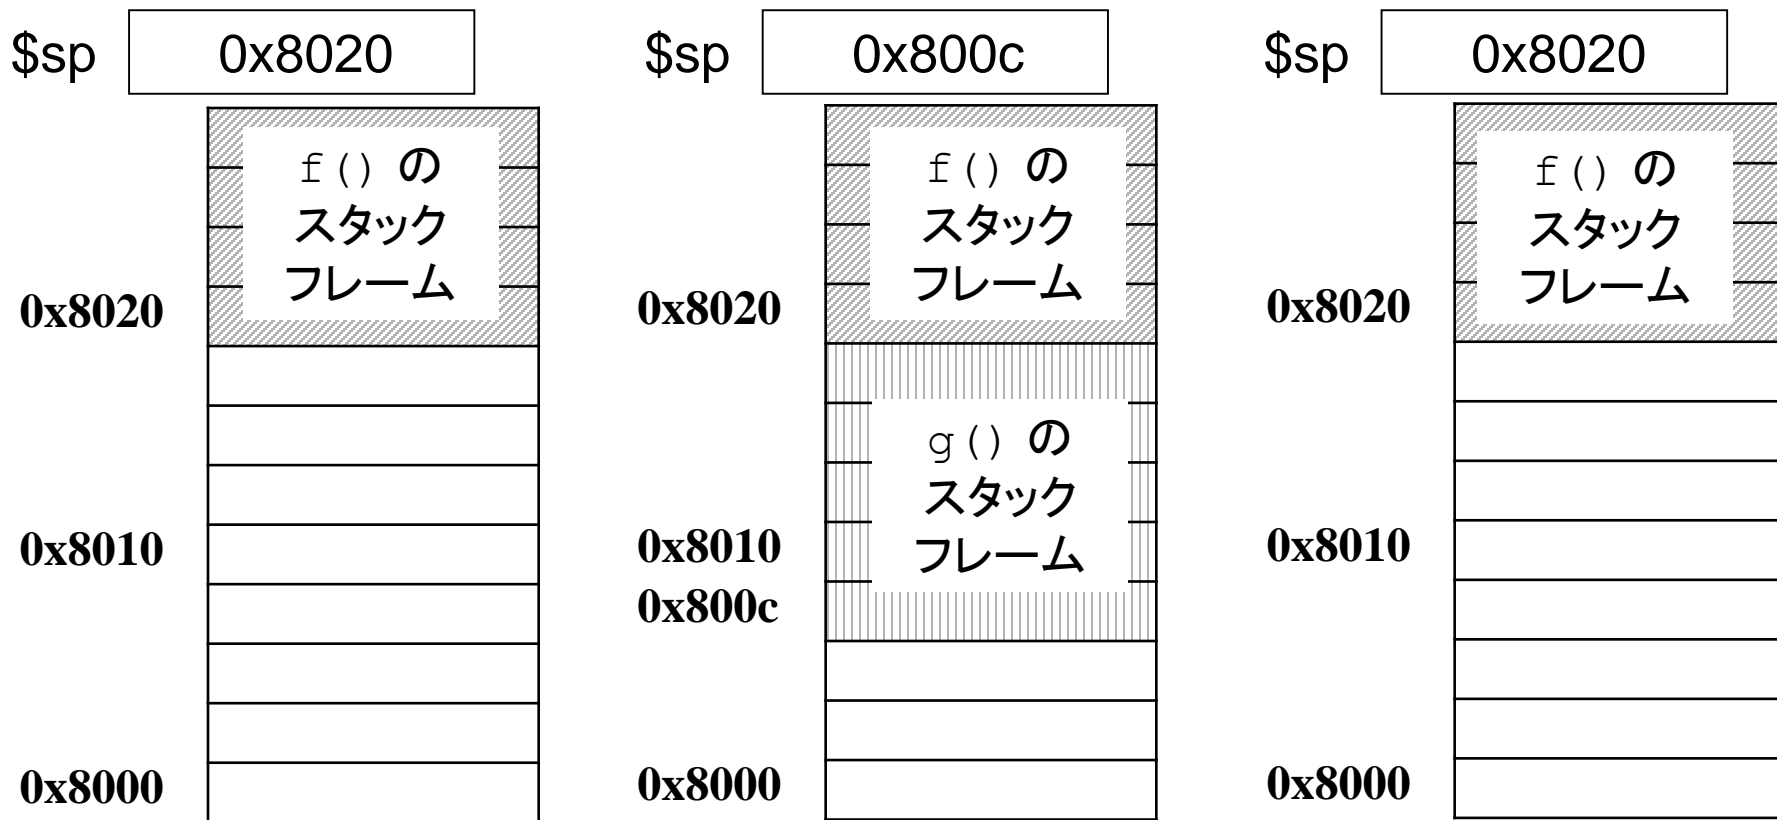 $sp 0x8020
f() の
スタック
フレーム
0x8020
0x8010
0x8000
$sp 0x800c
f() の
スタック
フレーム
0x8020
g() の
スタック
フレーム
0x8010
0x800c
0x8000
$sp 0x8020
f() の
スタック
フレーム
0x8020
0x8010
0x8000